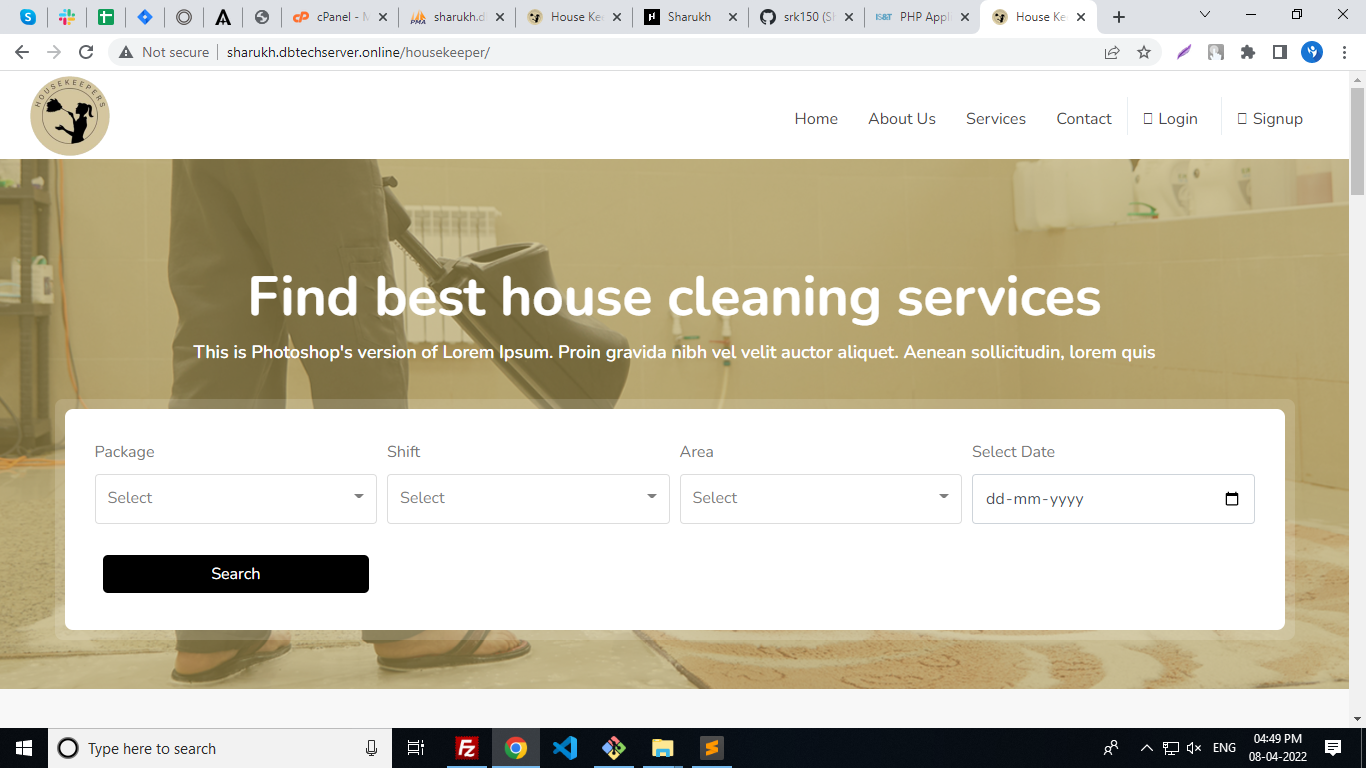 cPanel - M
sharukh.d
House Kee
Sharukh
srk150 (Sh
PHP Appl
House Kee
Not secure
sharukh.dbtechserver.online/housekeeper/
HOUSEKEEPERS
Home
About Us
Services
Contact
Login
Signup
Find best house cleaning services
This is Photoshop's version of Lorem Ipsum. Proin gravida nibh vel velit auctor aliquet. Aenean sollicitudin, lorem quis
Package
Shift
Area
Select Date
Select
Select
Select
dd-mm-yyyy
Search
Type here to search
ENG
04:49 PM
08-04-2022